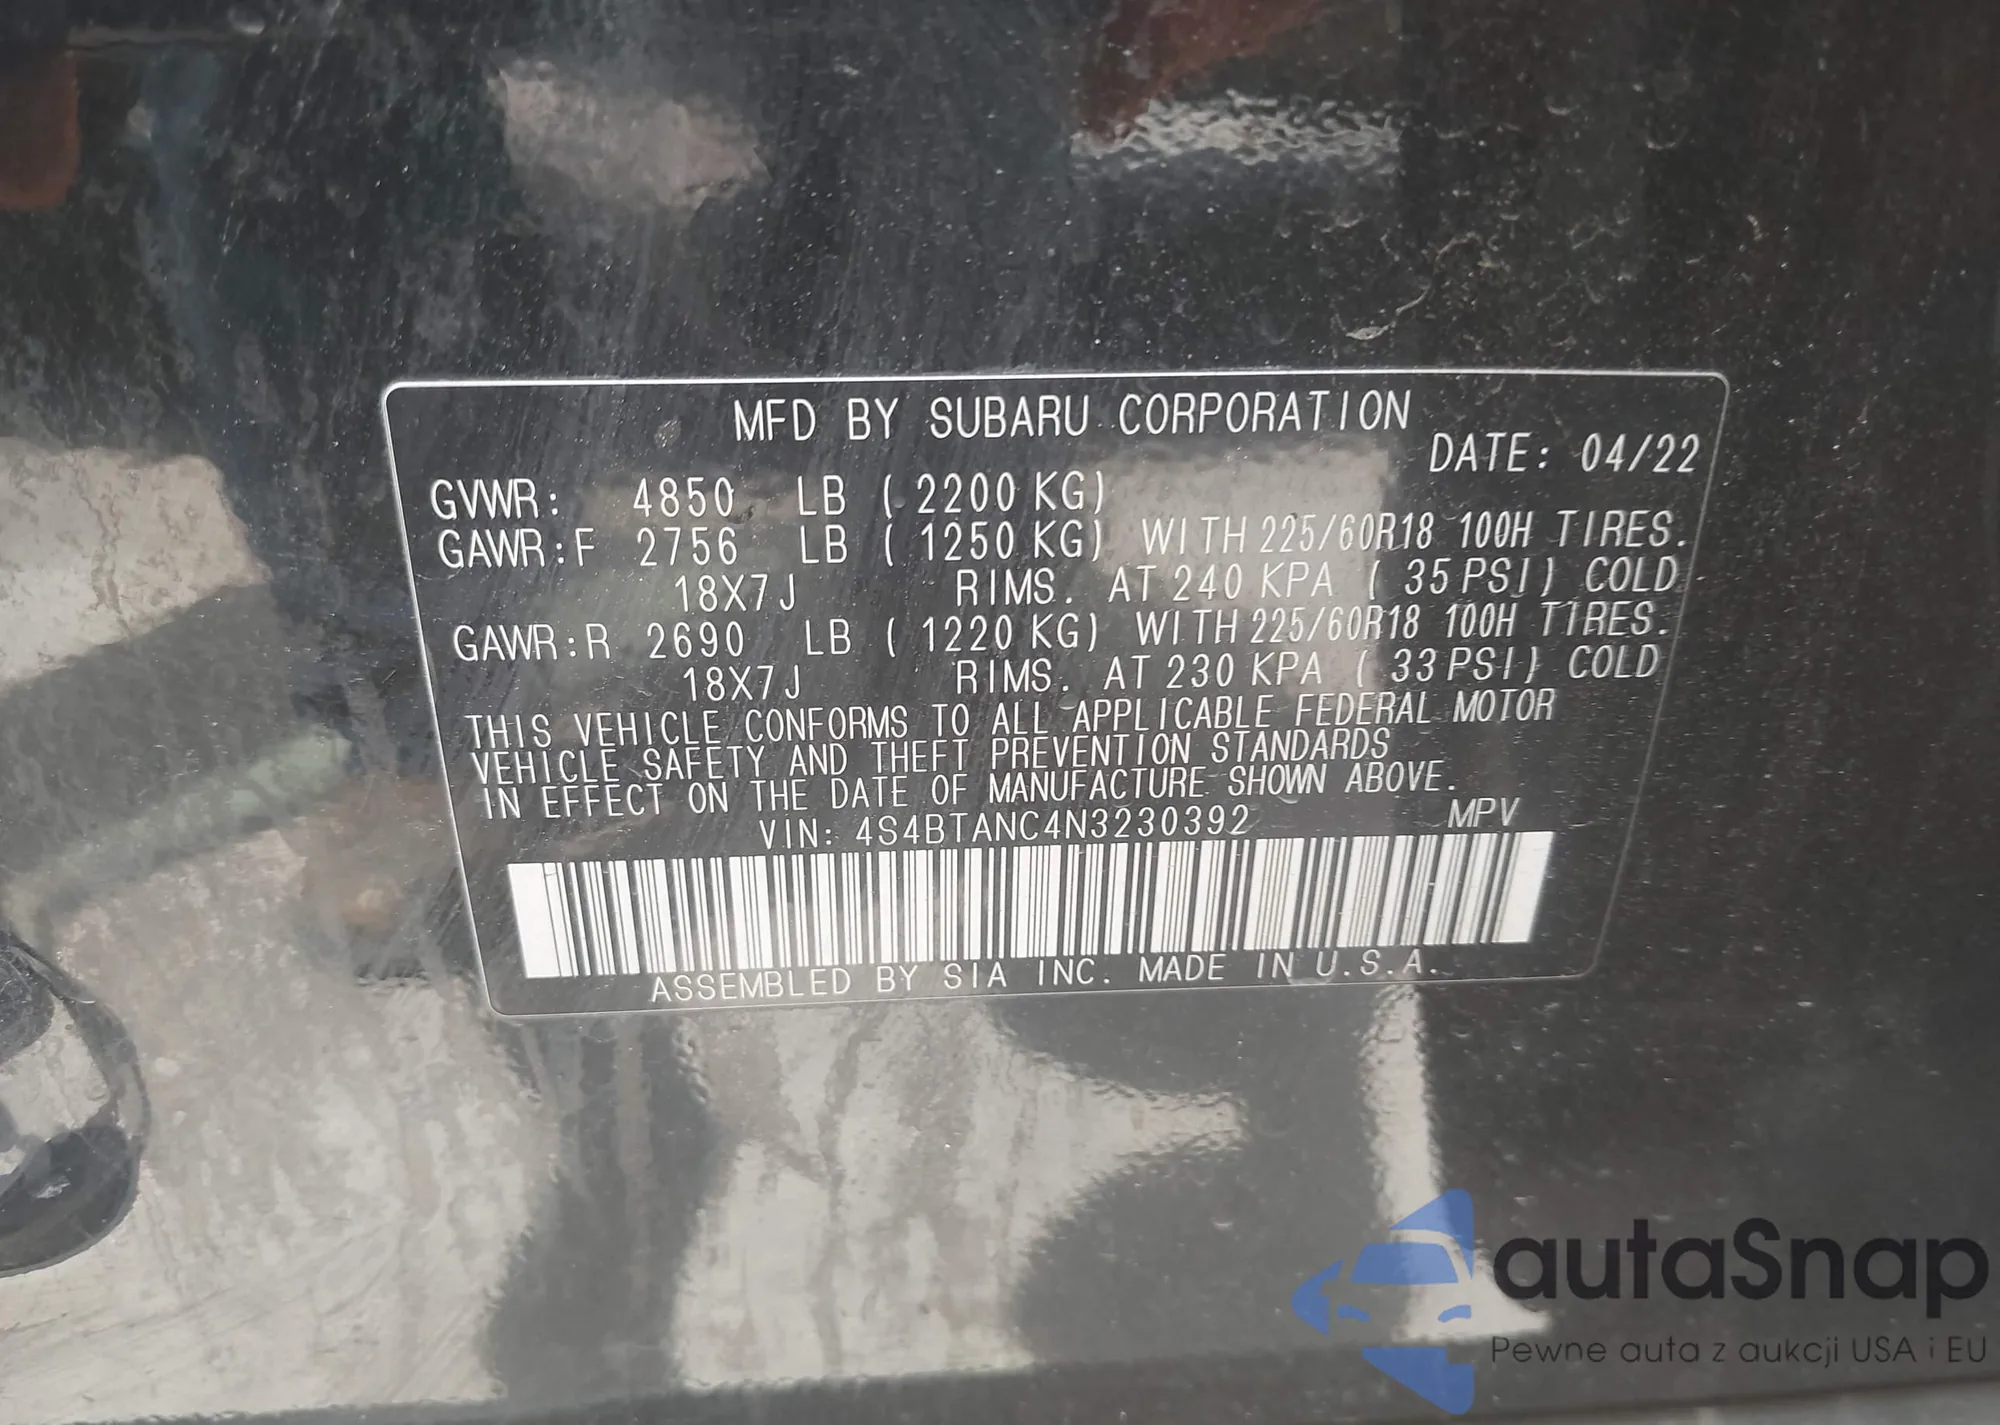 MFD BY SUBARU CORPORATION
DATE: 04/22
GVWR: 4850 LB ( 2200 KG)
GAWR:F 2756 LB ( 1250 KG) WITH 225/60R18 100H TIRES.
18X7J RIMS. AT 240 KPA ( 35 PSI) COLD
GAWR:R 2690 LB ( 1220 KG) WITH 225/60R18 100H TIRES.
18X7J RIMS. AT 230 KPA ( 33 PSI) COLD
THIS VEHICLE CONFORMS TO ALL APPLICABLE FEDERAL MOTOR
VEHICLE SAFETY AND THEFT PREVENTION STANDARDS
IN EFFECT ON THE DATE OF MANUFACTURE SHOWN ABOVE.
VIN: 4S4BTANC4N3230392 MPV
ASSEMBLED BY SIA INC. MADE IN U.S.A.
autaSnap
Pewne auta z aukcji USA i EU